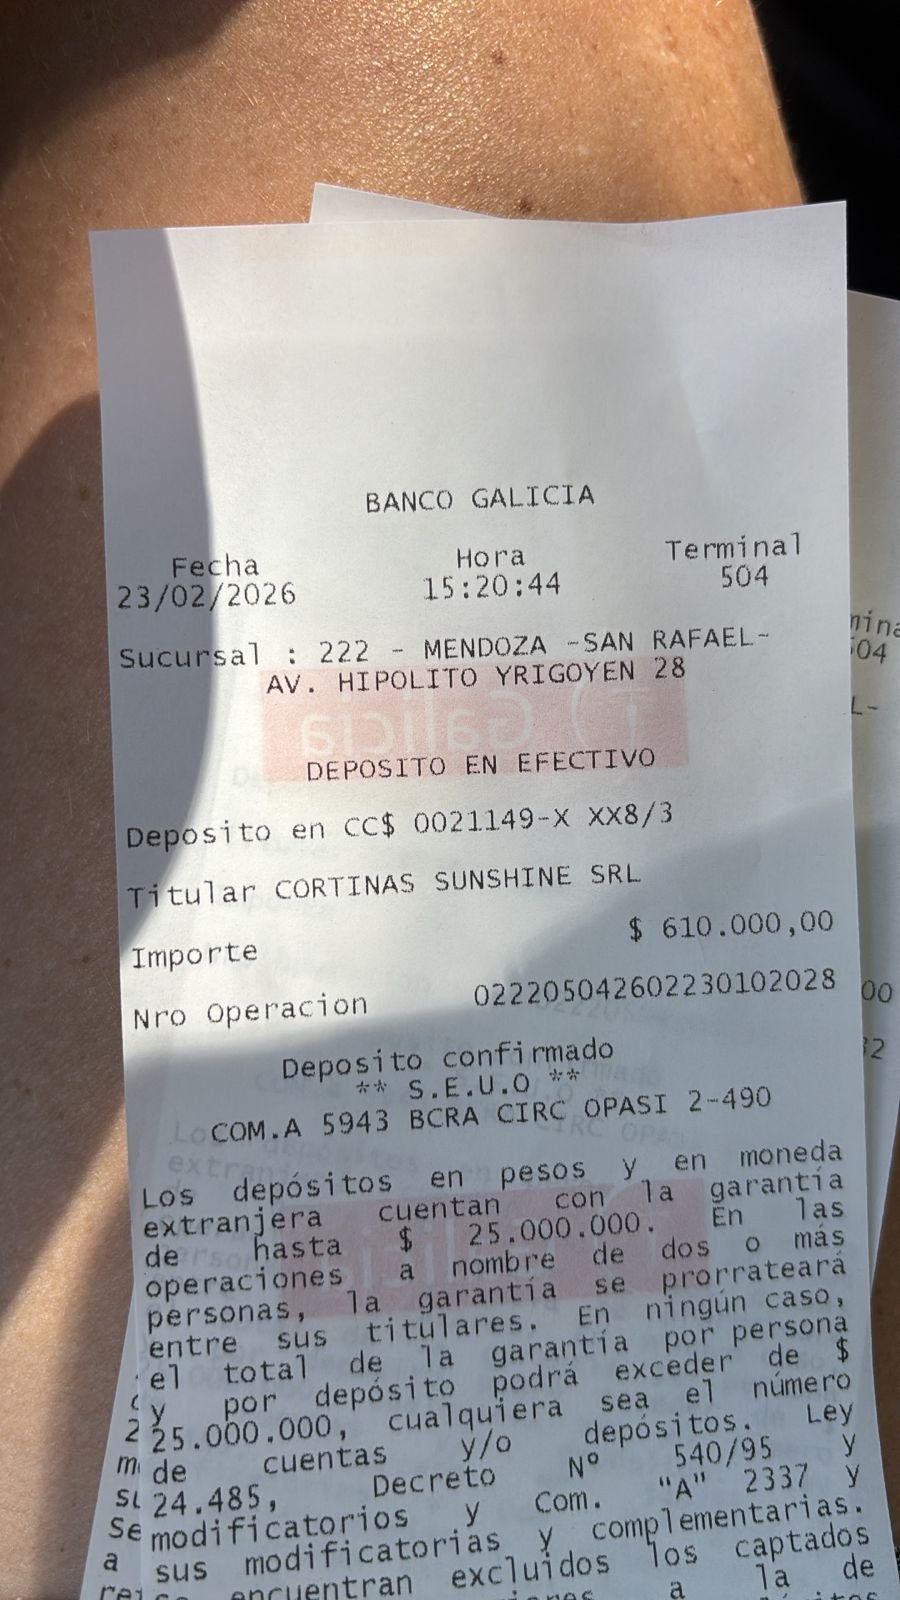 BANCO GALICIA
Fecha Hora Terminal
23/02/2026 15:20:44 504
Sucursal : 222 - MENDOZA -SAN RAFAEL-
AV. HIPOLITO YRIGOYEN 28
Galicia
DEPOSITO EN EFECTIVO
Deposito en CC$ 0021149-X XX8/3
Titular CORTINAS SUNSHINE SRL
Importe $ 610.000,00
Nro Operacion 022205042602230102028
Deposito confirmado
** S.E.U.O **
COM.A 5943 BCRA CIRC OPASI 2-490
Los depósitos en pesos y en moneda
extranjera cuentan con la garantía
de hasta $ 25.000.000. En las
operaciones a nombre de dos o más
personas, la garantía se prorrateará
entre sus titulares. En ningún caso,
el total de la garantía por persona
y por depósito podrá exceder de $
25.000.000, cualquiera sea el número
de cuentas y/o depósitos. Ley
24.485, Decreto Nº 540/95 y
modificatorios y Com. "A" 2337 y
sus modificatorias y complementarias.
se encuentran excluidos los captados
a la de